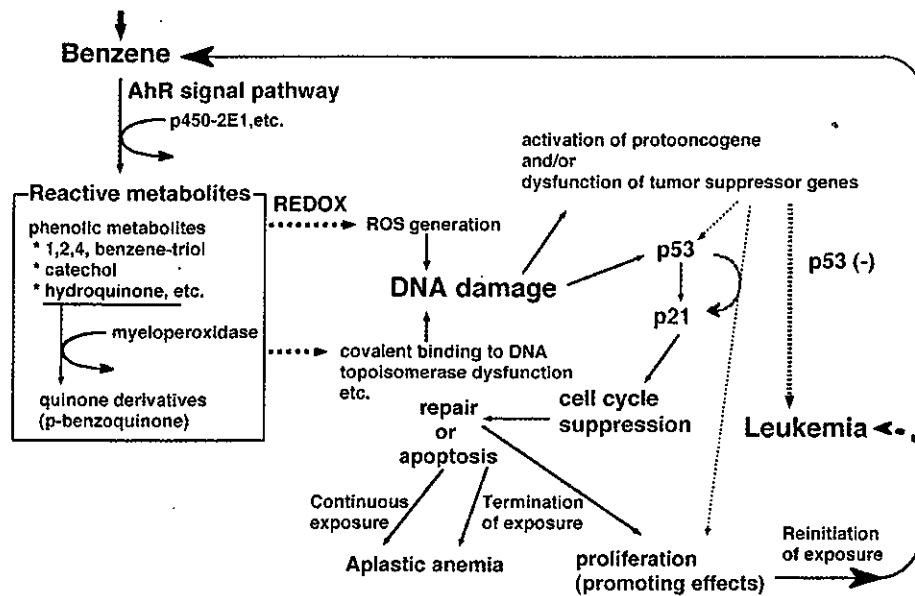 Benzene
AhR signal pathway
p450-2E1,etc.
Reactive metabolites
phenolic metabolites
* 1,2,4, benzene-triol
* catechol
* hydroquinone, etc.
myeloperoxidase
quinone derivatives
(p-benzoquinone)
REDOX
ROS generation
DNA damage
covalent binding to DNA
topoisomerase dysfunction
etc.
activation of protooncogene
and/or
dysfunction of tumor suppressor genes
p53
p21
p53 (-)
cell cycle
suppression
repair
or
apoptosis
Leukemia
Continuous
exposure
Termination
of exposure
Aplastic anemia
proliferation
(promoting effects)
Reinitiation
of exposure